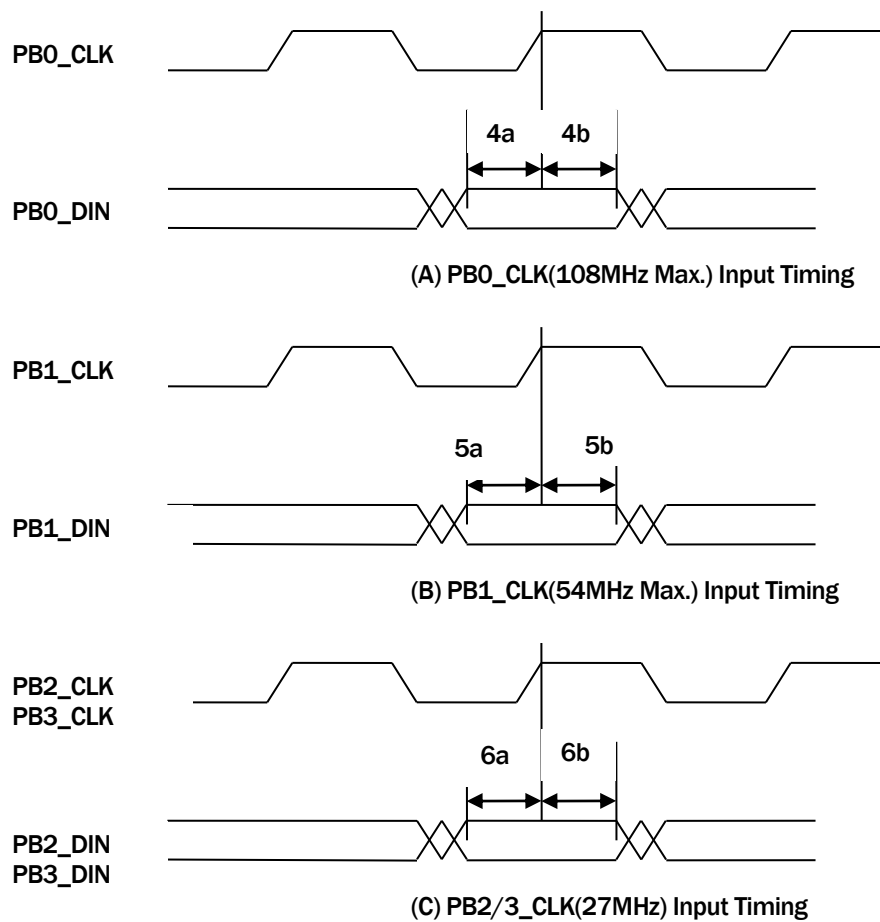 PB0_CLK
4a 4b
PB0_DIN
(A) PB0_CLK(108MHz Max.) Input Timing
PB1_CLK
5a 5b
PB1_DIN
(B) PB1_CLK(54MHz Max.) Input Timing
PB2_CLK
PB3_CLK
6a 6b
PB2_DIN
PB3_DIN
(C) PB2/3_CLK(27MHz) Input Timing